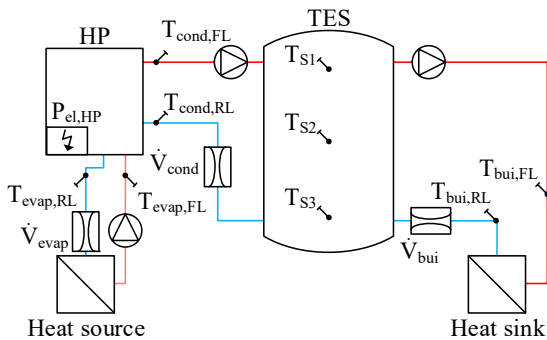 HP
T_cond,FL
TES
T_S1
T_cond,RL
P_el,HP
T_S2
V̇_cond
T_bui,FL
T_evap,RL
T_evap,FL
T_S3
T_bui,RL
V̇_evap
V̇_bui
Heat source
Heat sink